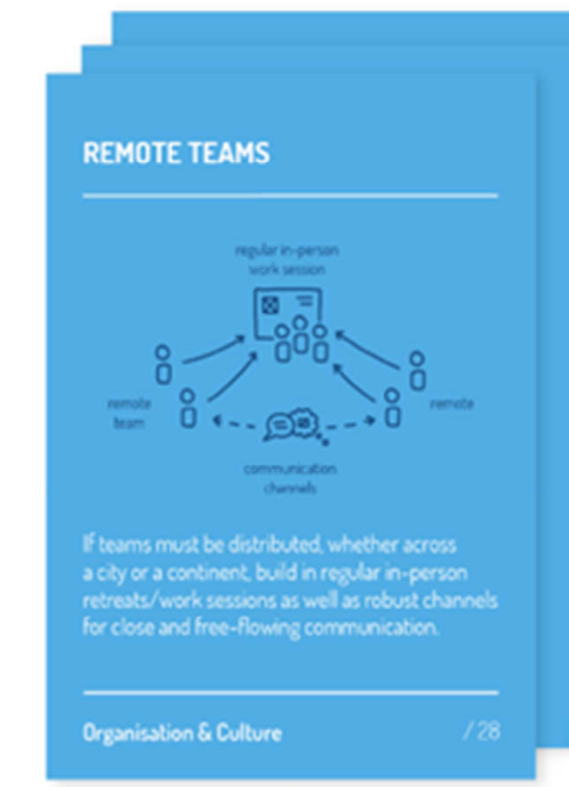 REMOTE TEAMS
regular in-person
work session
remote
team
remote
communication
channels
If teams must be distributed, whether across
a city or a continent, build in regular in-person
retreats/work sessions as well as robust channels
for close and free-flowing communication.
Organisation & Culture
/ 28